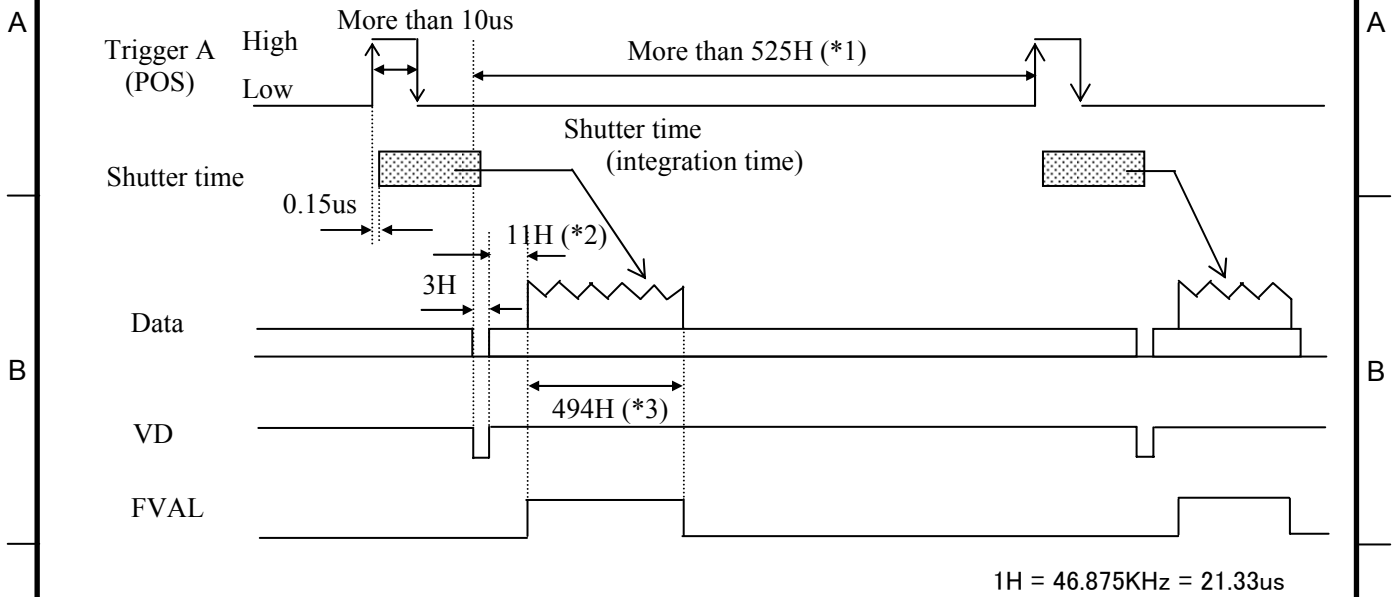 A
A
More than 10us
Trigger A
(POS)
High
Low
More than 525H (*1)
Shutter time
(integration time)
Shutter time
0.15us
11H (*2)
3H
Data
B
B
494H (*3)
VD
FVAL
1H = 46.875KHz = 21.33us